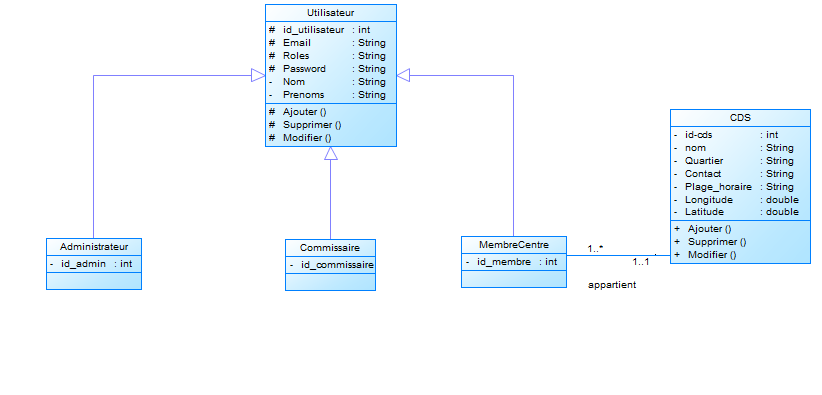 Utilisateur
# id_utilisateur : int
# Email : String
# Roles : String
# Password : String
- Nom : String
- Prenoms : String
# Ajouter ()
# Supprimer ()
# Modifier ()
CDS
- id-cds : int
- nom : String
- Quartier : String
- Contact : String
- Plage_horaire : String
- Longitude : double
- Latitude : double
+ Ajouter ()
+ Supprimer ()
+ Modifier ()
Administrateur
- id_admin : int
Commissaire
- id_commissaire
MembreCentre
- id_membre : int
1..*
1..1
appartient